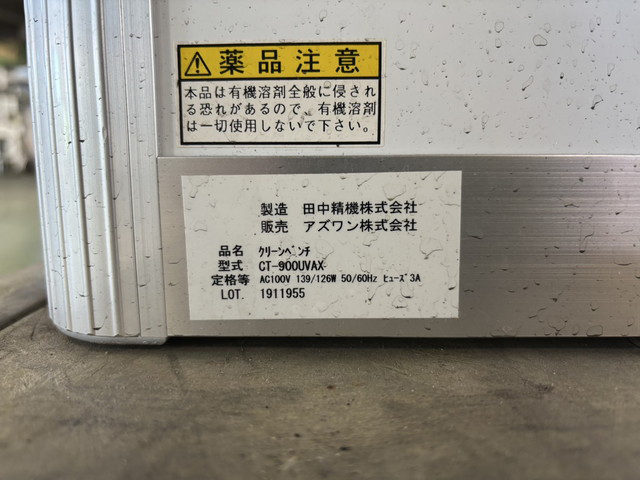 薬品注意
本品は有機溶剤全般に侵され
る恐れがあるので、有機溶剤
は一切使用しないで下さい。
製造 田中精機株式会社
販売 アズワン株式会社
品名 ｸﾘｰﾝﾍﾞﾝﾁ
型式 CT-900UVAX
定格等 AC100V 139/126W 50/60Hz ﾋｭｰｽﾞ3A
LOT. 1911955